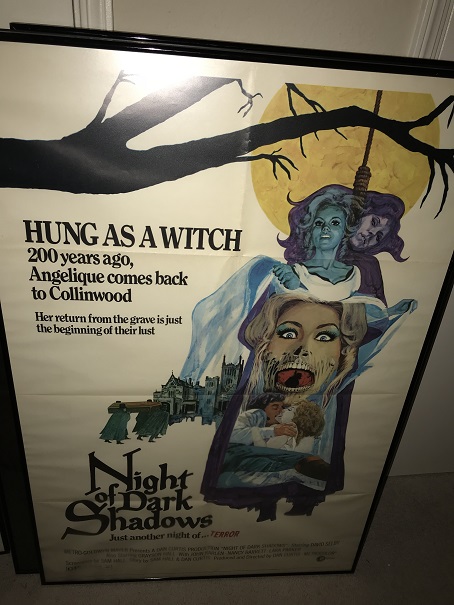 HUNG AS A WITCH
200 years ago,
Angelique comes back
to Collinwood
Her return from the grave is just
the beginning of their lust
Night
of Dark
Shadows
Just another night of... TERROR